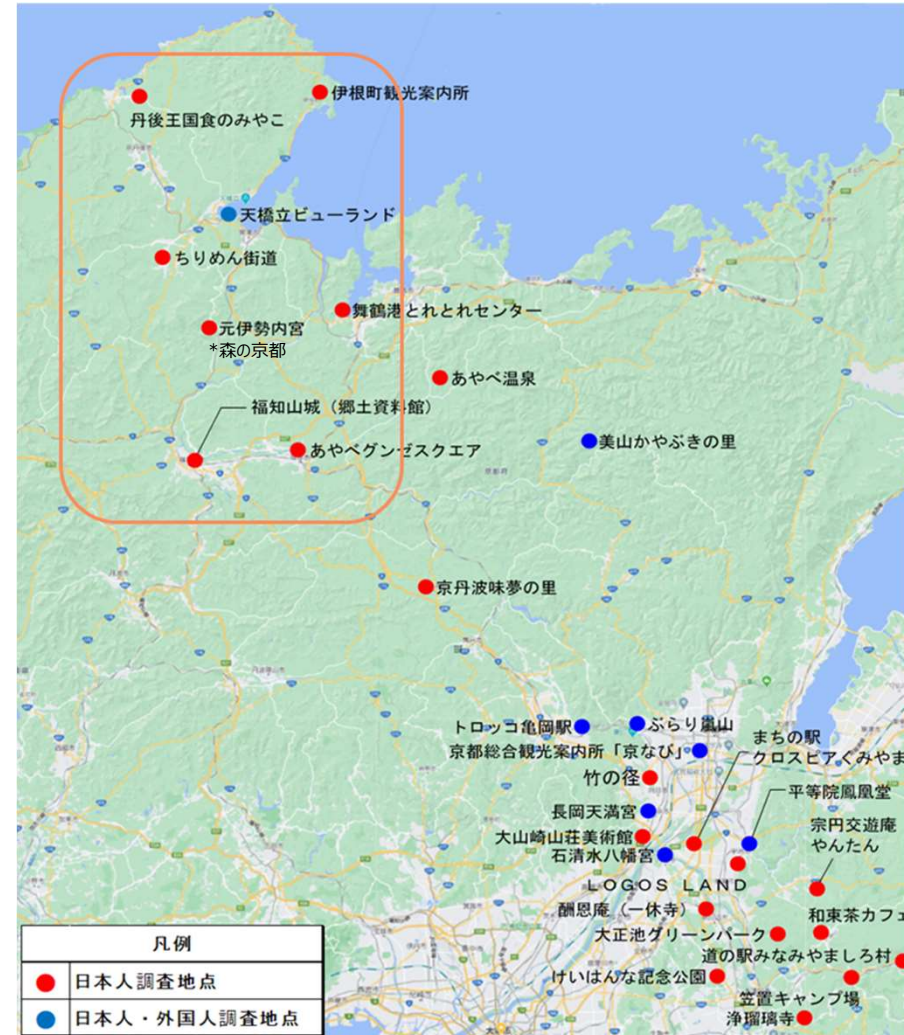 伊根町観光案内所
丹後王国食のみやこ
天橋立ビューランド
ちりめん街道
舞鶴港とれとれセンター
元伊勢内宮
*森の京都
あやべ温泉
福知山城（郷土資料館）
美山かやぶきの里
あやベグンゼスクエア
京丹波味夢の里
トロッコ亀岡駅
ぶらり嵐山
京都総合観光案内所「京なび」
まちの駅
クロスピアくみやま
竹の径
平等院鳳凰堂
長岡天満宮
宗円交遊庵
やんたん
大山崎山荘美術館
石清水八幡宮
LOGOS LAND
酬恩庵（一休寺）
和束茶カフェ
大正池グリーンパーク
道の駅みなみやましろ村
けいはんな記念公園
笠置キャンプ場
浄瑠璃寺
凡例
日本人調査地点
日本人・外国人調査地点